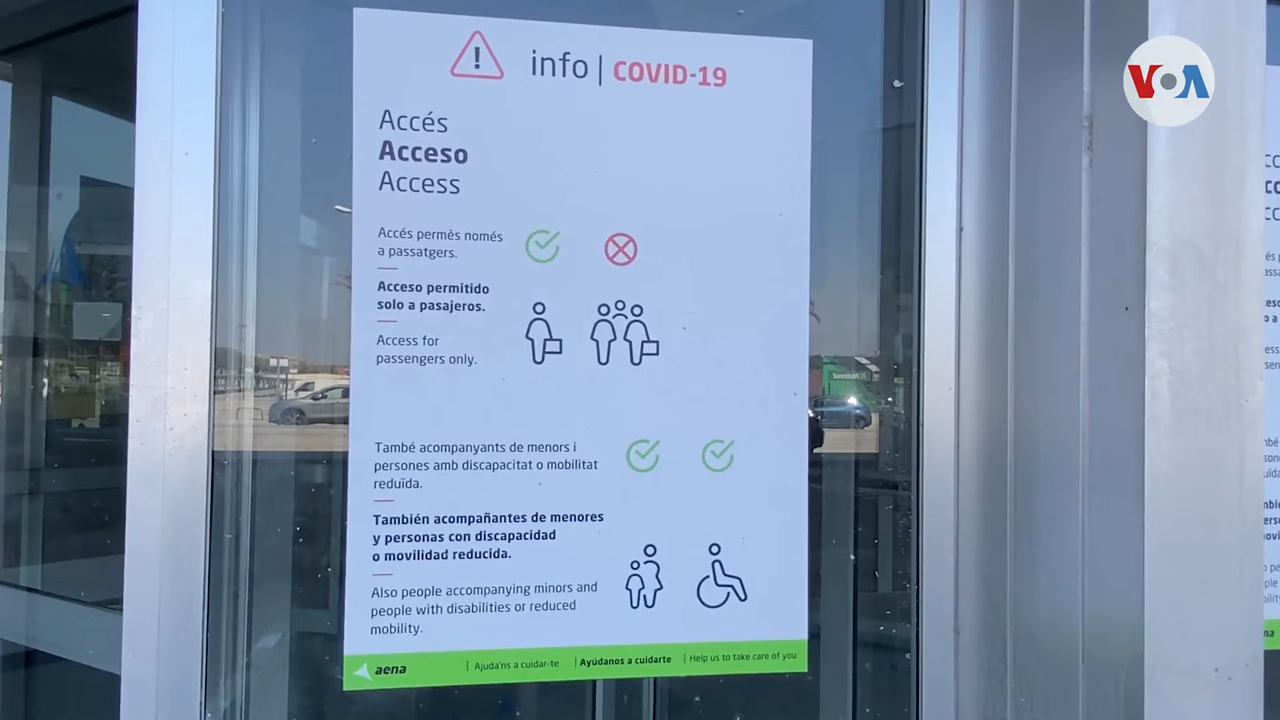 info | COVID-19
VOA
Accés
Acceso
Access
Accés permès només
a passatgers.
Acceso permitido
solo a pasajeros.
Access for
passengers only.
També acompanyants de menors i
persones amb discapacitat o mobilitat
reduïda.
También acompañantes de menores
y personas con discapacidad
o movilidad reducida.
Also people accompanying minors and
people with disabilities or reduced
mobility.
aena | Ajuda'ns a cuidar-te | Ayúdanos a cuidarte | Help us to take care of you